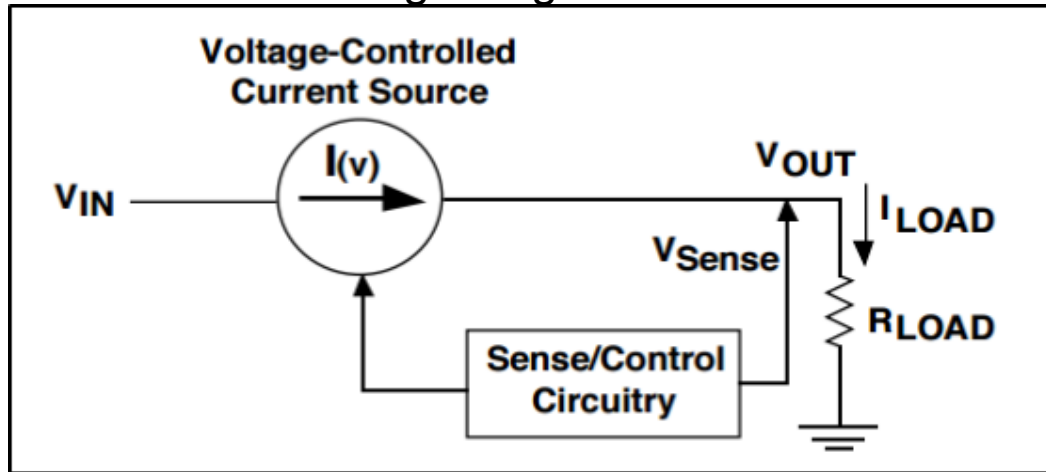 Voltage-Controlled
Current Source
I(v)
VIN
VOUT
ILOAD
VSense
RLOAD
Sense/Control
Circuitry